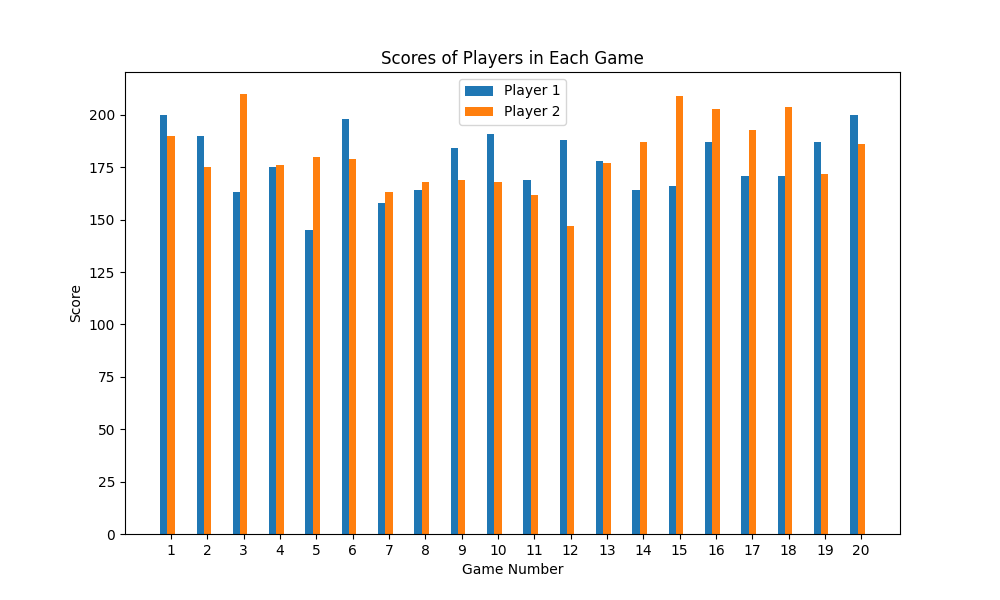 Scores of Players in Each Game
Player 1
Player 2
200
175
150
125
100
75
50
25
0
Score
1 2 3 4 5 6 7 8 9 10 11 12 13 14 15 16 17 18 19 20
Game Number